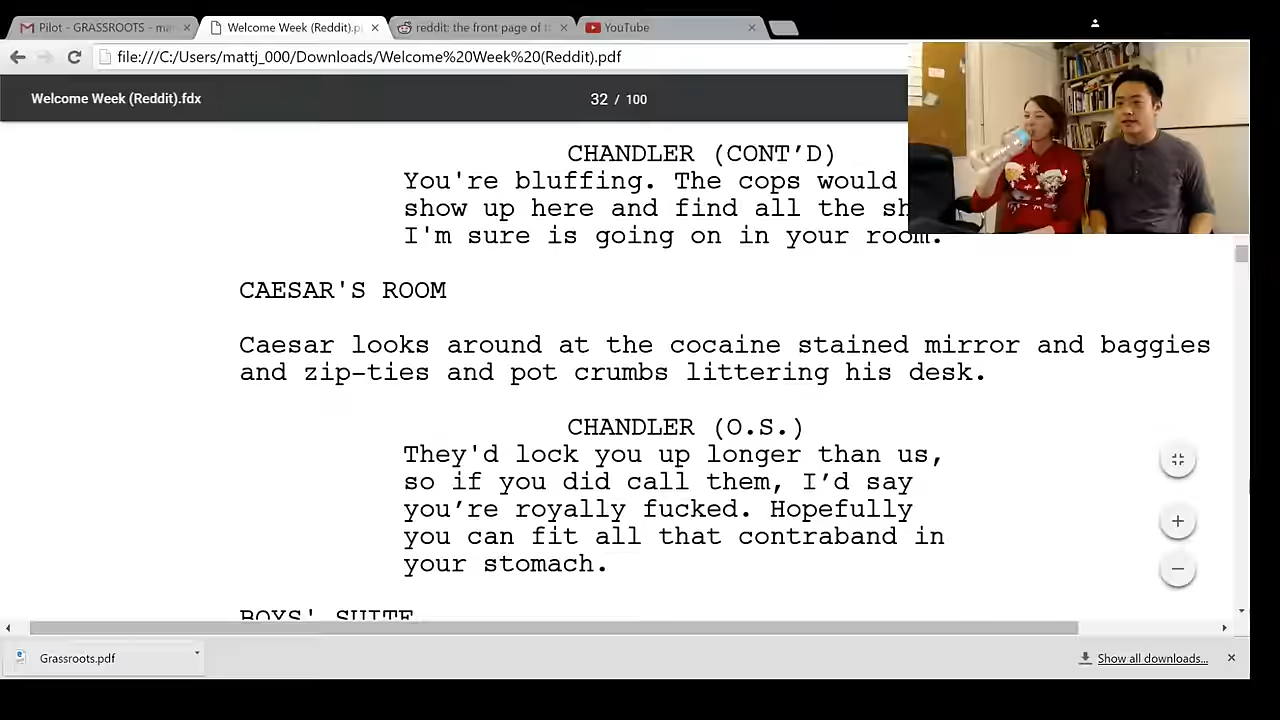 Pilot - GRASSROOTS - ma
Welcome Week (Reddit).p
reddit: the front page of t
YouTube
file:///C:/Users/mattj_000/Downloads/Welcome%20Week%20(Reddit).pdf
Welcome Week (Reddit).fdx
32 / 100
CHANDLER (CONT'D)
You're bluffing. The cops would
show up here and find all the sh
I'm sure is going on in your room.
CAESAR'S ROOM
Caesar looks around at the cocaine stained mirror and baggies
and zip-ties and pot crumbs littering his desk.
CHANDLER (O.S.)
They'd lock you up longer than us,
so if you did call them, I’d say
you’re royally fucked. Hopefully
you can fit all that contraband in
your stomach.
BOYS' SUITE
Grassroots.pdf
Show all downloads...